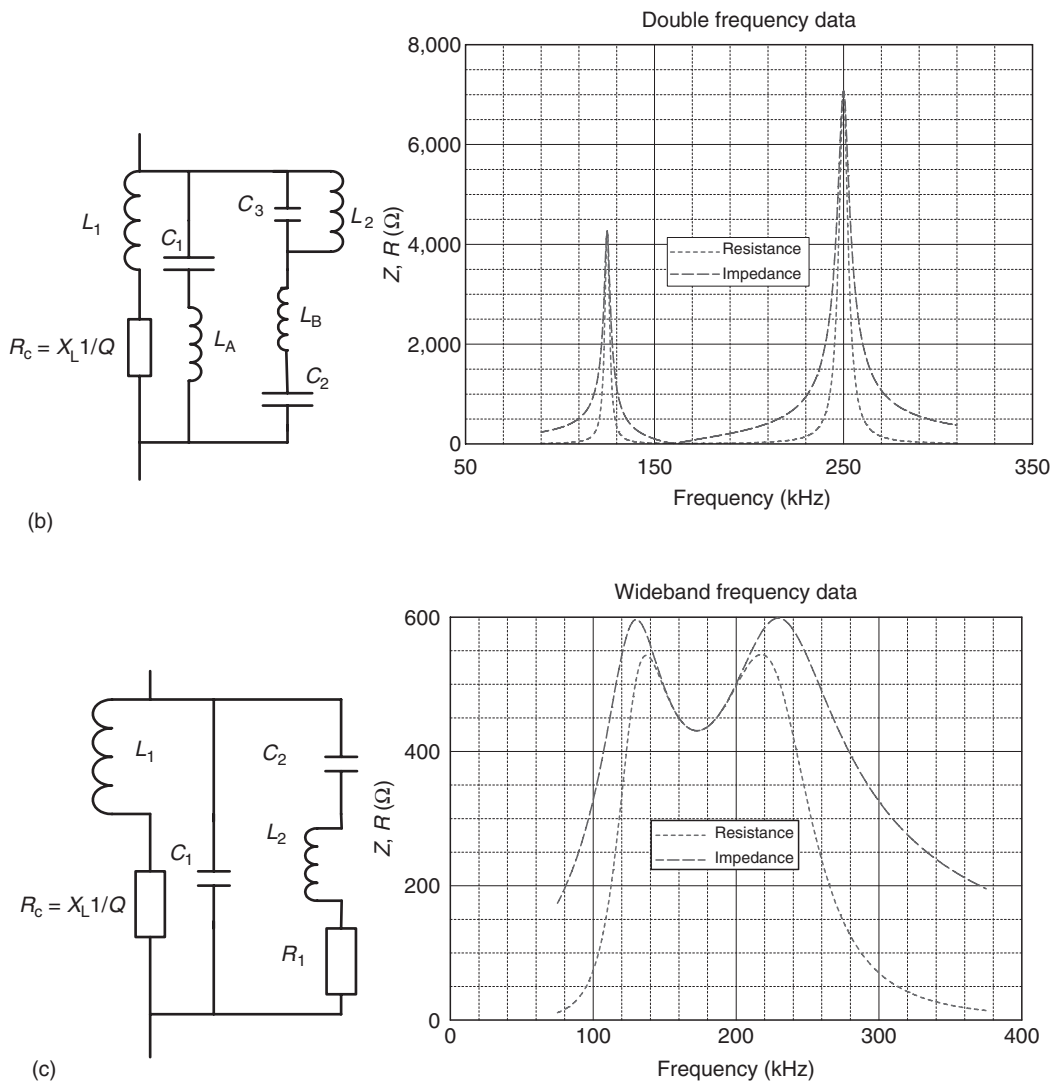 Double frequency data
8,000
6,000
4,000
2,000
0
Z, R (Ω)
Resistance
Impedance
50
150
250
350
Frequency (kHz)
L1
C1
C3
L2
LA
LB
C2
Rc = XL1/Q
(b)
Wideband frequency data
600
400
200
0
Z, R (Ω)
Resistance
Impedance
0
100
200
300
400
Frequency (kHz)
L1
C2
L2
C1
Rc = XL1/Q
R1
(c)